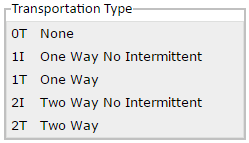 Transportation Type
0T None
1I One Way No Intermittent
1T One Way
2I Two Way No Intermittent
2T Two Way